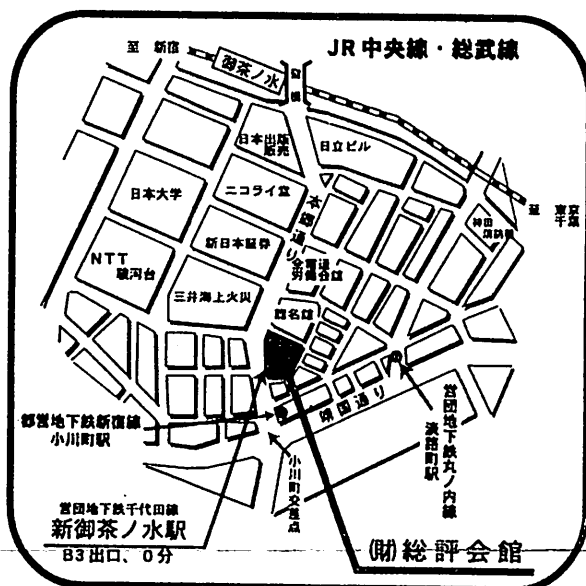 JR中央線・総武線
至 新宿
御茶ノ水
聖橋
日本出版
販売
日立ビル
至
東京
千葉
日本大学
ニコライ堂
本郷通り
新日本証券
全電通
労働会館
NTT
駿河台
三井海上火災
靖国通り
都営地下鉄新宿線
小川町駅
小川町交差点
営団地下鉄丸ノ内線
淡路町駅
営団地下鉄千代田線
新御茶ノ水駅
B3出口、0分
(財)総評会館